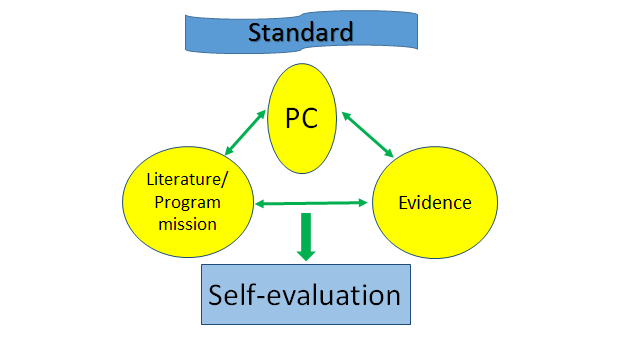 Standard
PC
Literature/
Program
mission
Evidence
Self-evaluation